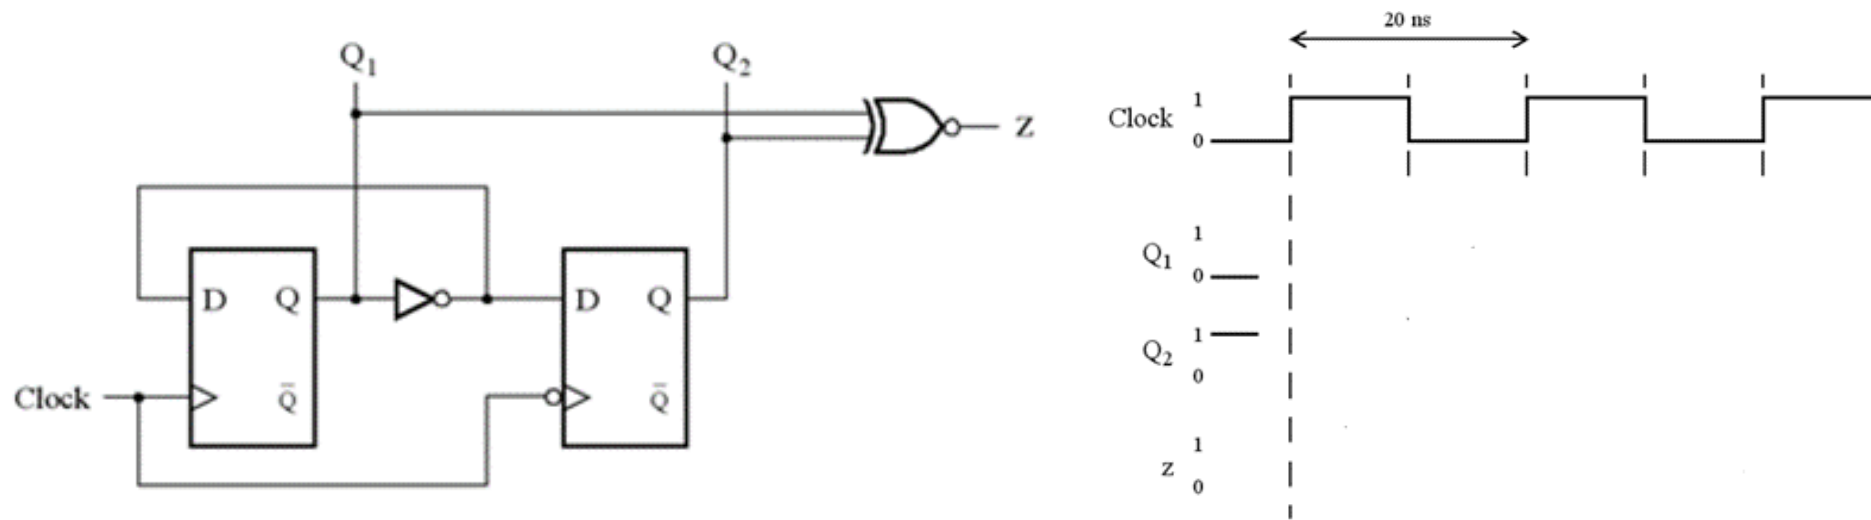 Q₁
Q₂
Z
D Q
Q̄
D Q
Q̄
Clock
20 ns
Clock 1
0
Q₁ 1
0
Q₂ 1
0
z 1
0